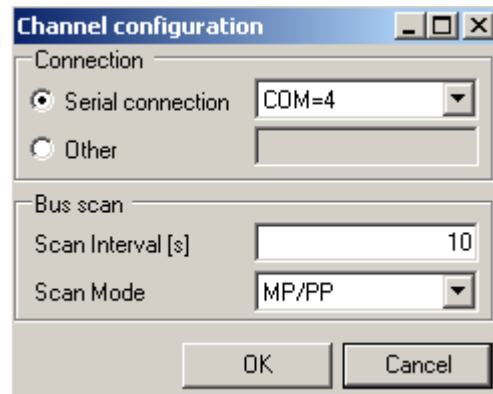 Channel configuration
Connection
Serial connection COM=4
Other
Bus scan
Scan Interval [s] 10
Scan Mode MP/PP
OK Cancel